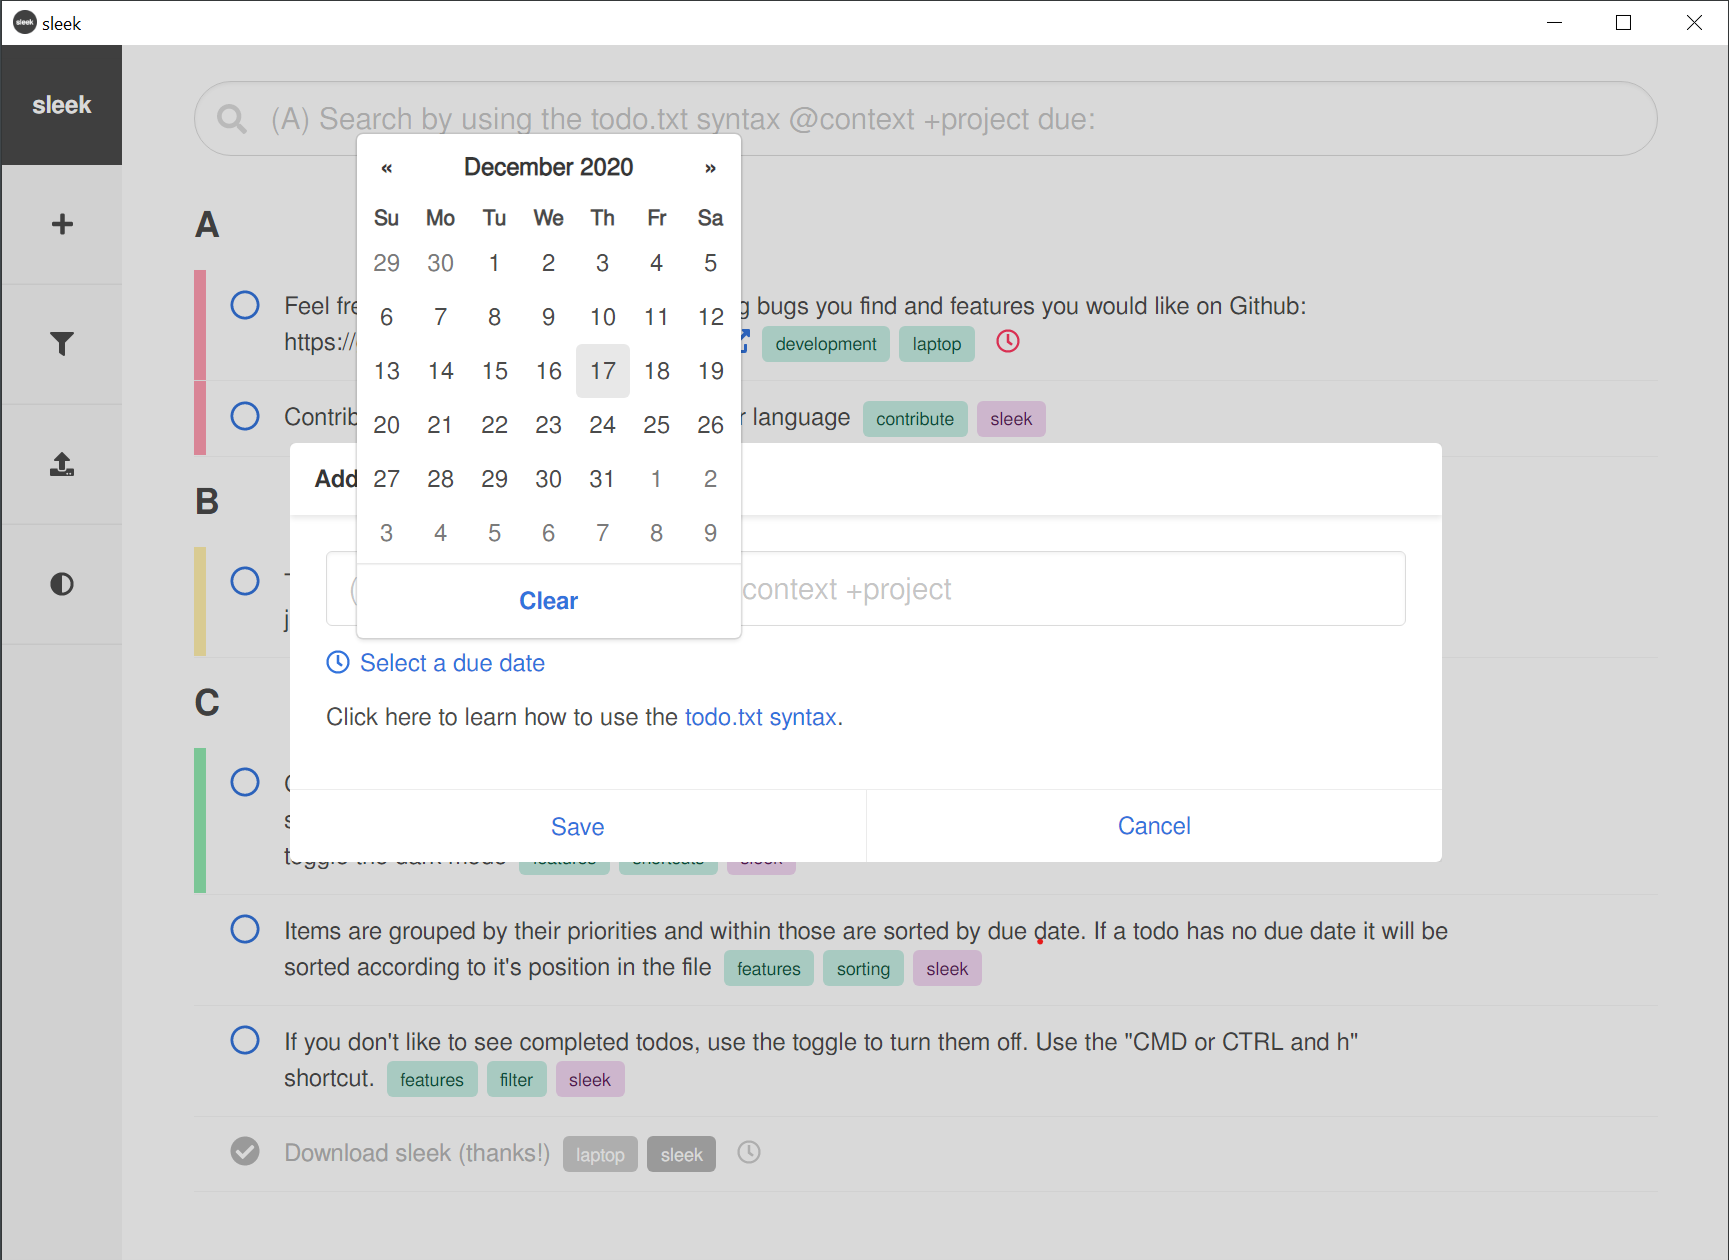 sleek
sleek
(A) Search by using the todo.txt syntax @context +project due:
« December 2020 »
Su Mo Tu We Th Fr Sa
29 30 1 2 3 4 5
6 7 8 9 10 11 12
13 14 15 16 17 18 19
20 21 22 23 24 25 26
27 28 29 30 31 1 2
3 4 5 6 7 8 9
Clear
A
Feel bugs you find and features you would like on Github:
https:// development laptop
language contribute sleek
B
Add
context +project
Select a due date
Click here to learn how to use the todo.txt syntax.
Save Cancel
C
toggle the dark mode features shortcuts sleek
Items are grouped by their priorities and within those are sorted by due date. If a todo has no due date it will be
sorted according to it's position in the file features sorting sleek
If you don't like to see completed todos, use the toggle to turn them off. Use the "CMD or CTRL and h"
shortcut. features filter sleek
Download sleek (thanks!) laptop sleek